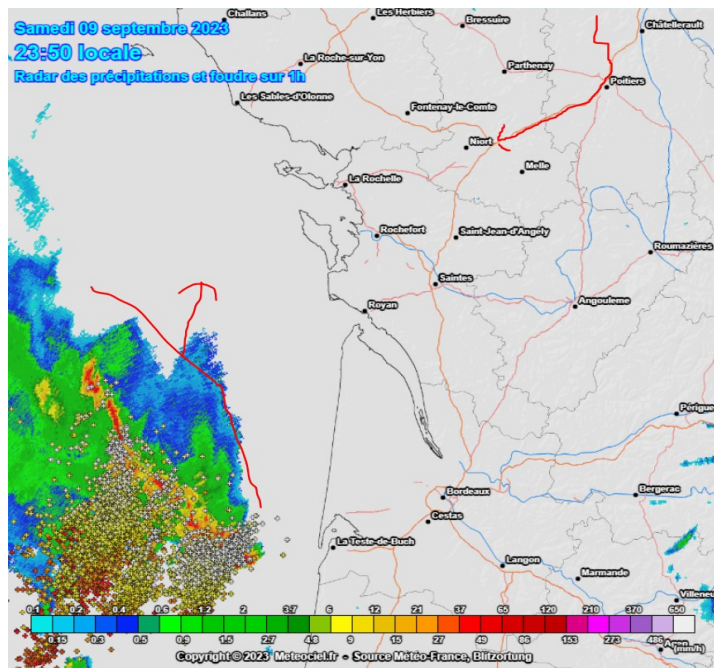 Samedi 09 septembre 2023
23:50 locale
Radar des précipitations et foudre sur 1h
Challans
Les Herbiers
Bressuire
Châtellerault
La Roche-sur-Yon
Parthenay
Poitiers
Les Sables-d'Olonne
Fontenay-le-Comte
Niort
Melle
La Rochelle
Rochefort
Saint-Jean-d'Angély
Roumazières
Saintes
Royan
Angouleme
Périgue
Bordeaux
Bergerac
Cestas
La Teste-de-Buch
Langon
Marmande
Villeneu
0.1 0.2 0.4 0.6 1.2 2 3.7 6 12 21 37 65 120 210 370 650
0.15 0.3 0.5 0.9 1.5 2.7 4.8 9 15 27 49 86 153 273 486 (mm/h)
Agen
Copyright © 2023 Meteociel.fr - Source Météo-France, Blitzortung